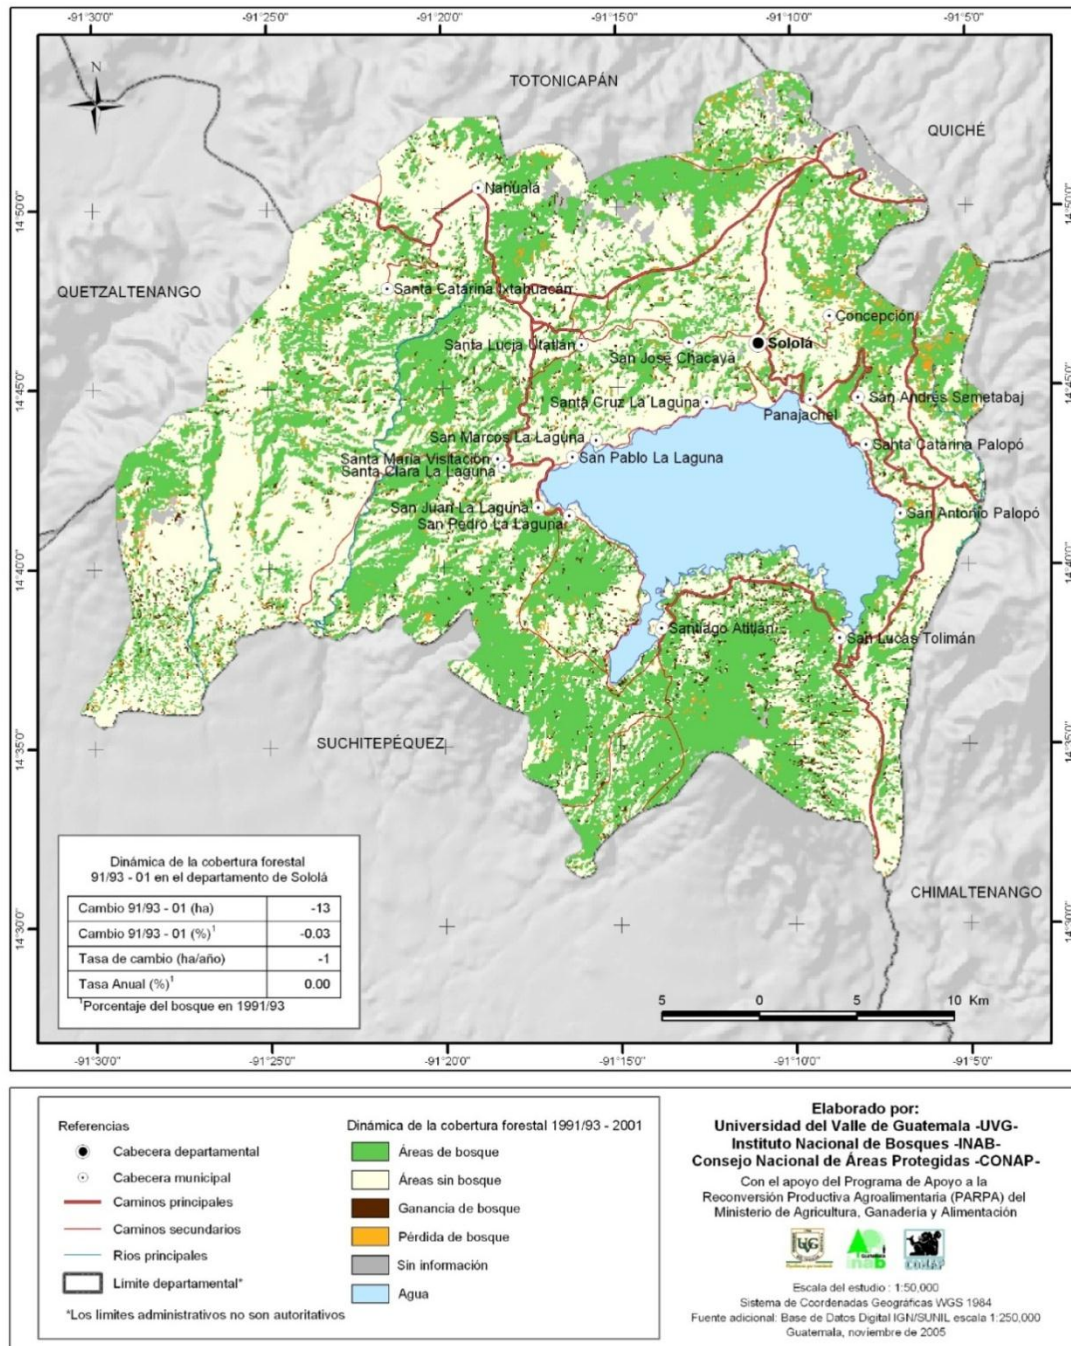 -91°30'0"
-91°25'0"
-91°20'0"
-91°15'0"
-91°10'0"
-91°5'0"
N
TOTONICAPÁN
QUICHÉ
Nahualá
14°50'0"
14°50'0"
QUETZALTENANGO
Santa Catarina Ixtahuacán
Concepción
Santa Lucía Utatlán
Sololá
San José Chacayá
14°45'0"
14°45'0"
Santa Cruz La Laguna
San Andrés Semetabaj
Panajachel
San Marcos La Laguna
Santa Catarina Palopó
Santa María Visitación
San Pablo La Laguna
Santa Clara La Laguna
San Juan La Laguna
San Antonio Palopó
San Pedro La Laguna
14°40'0"
14°40'0"
Santiago Atitlán
San Lucas Tolimán
SUCHITEPÉQUEZ
14°35'0"
14°35'0"
CHIMALTENANGO
14°30'0"
14°30'0"
Dinámica de la cobertura forestal
91/93 - 01 en el departamento de Sololá
Cambio 91/93 - 01 (ha) -13
Cambio 91/93 - 01 (%)¹ -0.03
Tasa de cambio (ha/año) -1
Tasa Anual (%)¹ 0.00
¹Porcentaje del bosque en 1991/93
5 0 5 10 Km
-91°30'0"
-91°25'0"
-91°20'0"
-91°15'0"
-91°10'0"
-91°5'0"
Referencias
Cabecera departamental
Cabecera municipal
Caminos principales
Caminos secundarios
Ríos principales
Límite departamental*
*Los límites administrativos no son autoritativos
Dinámica de la cobertura forestal 1991/93 - 2001
Áreas de bosque
Áreas sin bosque
Ganancia de bosque
Pérdida de bosque
Sin información
Agua
Elaborado por:
Universidad del Valle de Guatemala -UVG-
Instituto Nacional de Bosques -INAB-
Consejo Nacional de Áreas Protegidas -CONAP-
Con el apoyo del Programa de Apoyo a la
Reconversión Productiva Agroalimentaria (PARPA) del
Ministerio de Agricultura, Ganadería y Alimentación
UVG
inab
CONAP
Escala del estudio : 1:50,000
Sistema de Coordenadas Geográficas WGS 1984
Fuente adicional: Base de Datos Digital IGN/SUNIL escala 1:250,000
Guatemala, noviembre de 2005